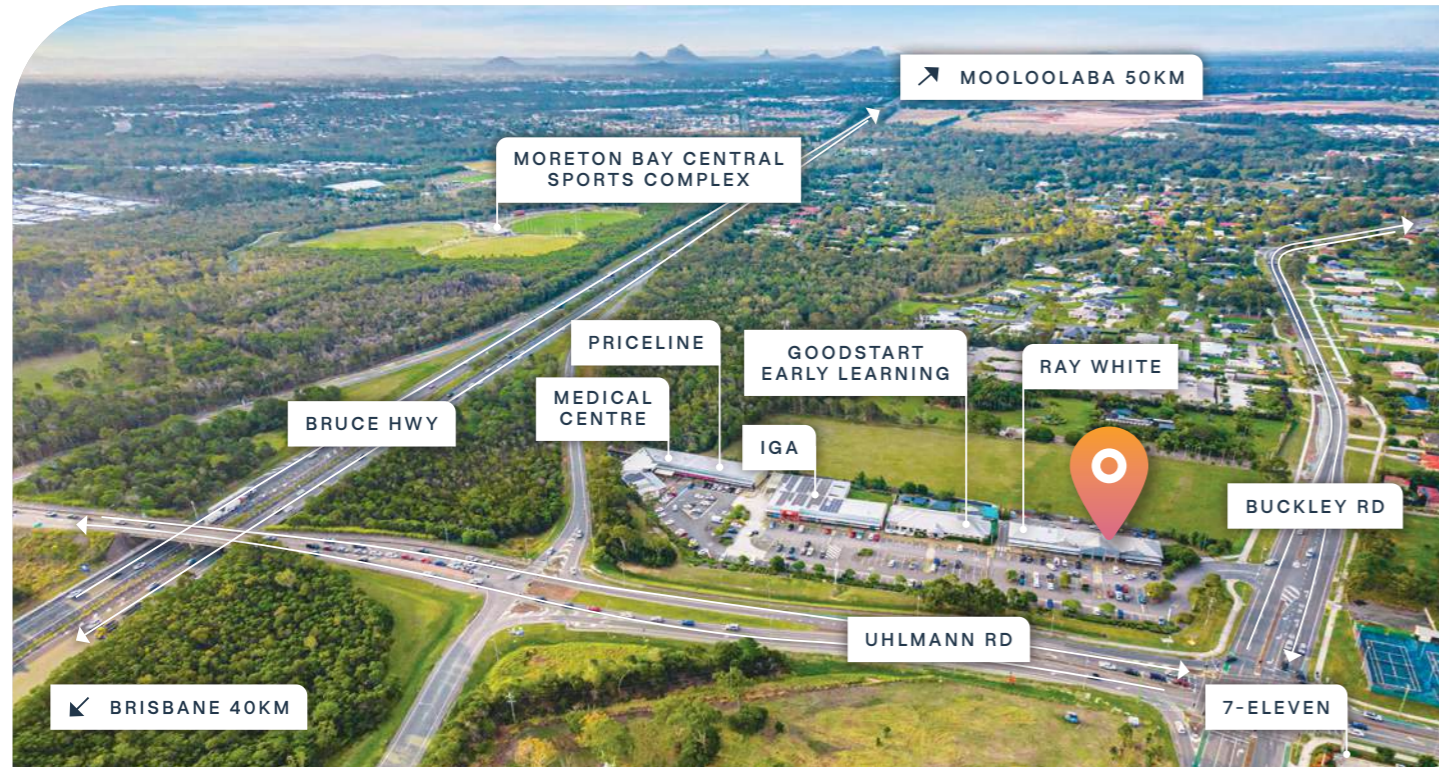 MOOLOOLABA 50KM
MORETON BAY CENTRAL
SPORTS COMPLEX
PRICELINE
GOODSTART
EARLY LEARNING
RAY WHITE
MEDICAL
CENTRE
BRUCE HWY
IGA
BUCKLEY RD
UHLMANN RD
BRISBANE 40KM
7-ELEVEN